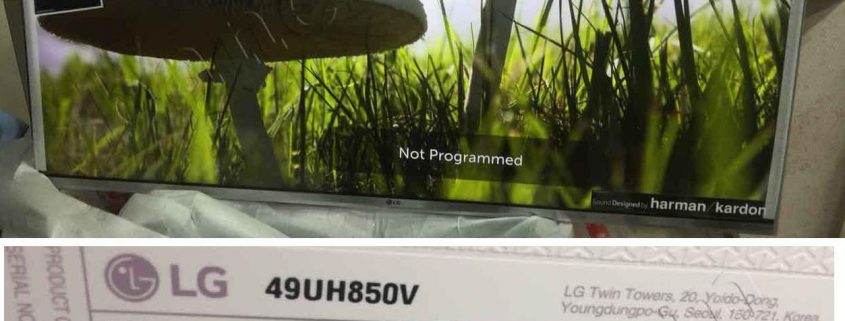 Not Programmed
Sound Designed by harman/kardon
LG
LG 49UH850V
LG Twin Towers, 20, Yoido-Dong,
Youngdungpo-Gu, Seoul, 150-721, Korea
PRODUCT
SERIAL NO